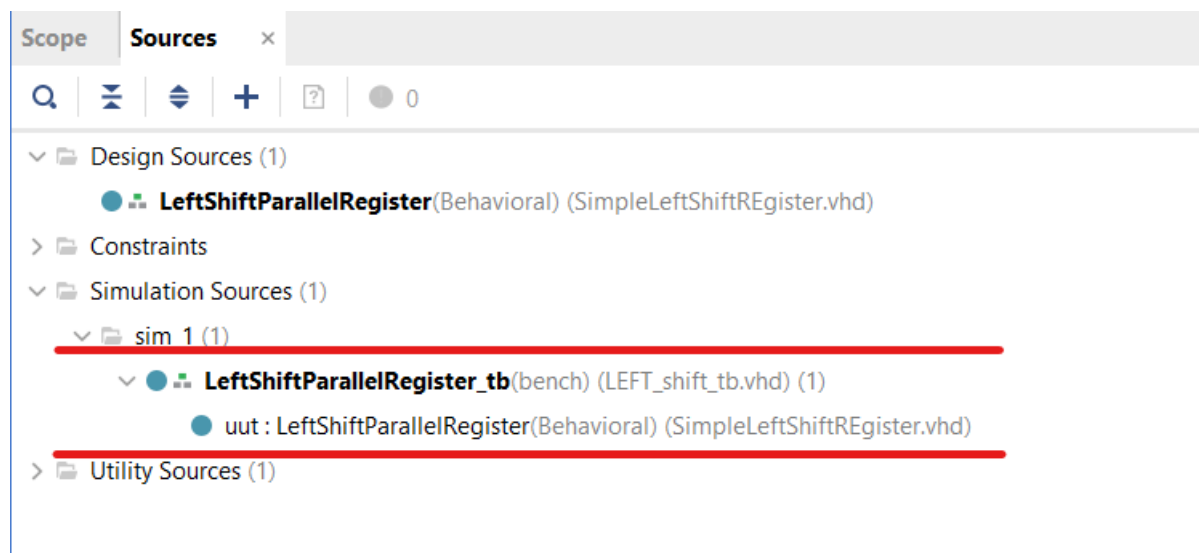 Scope Sources ×
? 0
Design Sources (1)
LeftShiftParallelRegister(Behavioral) (SimpleLeftShiftREgister.vhd)
Constraints
Simulation Sources (1)
sim_1 (1)
LeftShiftParallelRegister_tb(bench) (LEFT_shift_tb.vhd) (1)
uut : LeftShiftParallelRegister(Behavioral) (SimpleLeftShiftREgister.vhd)
Utility Sources (1)